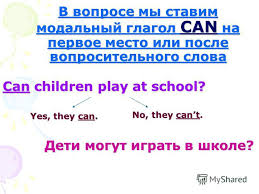 В вопросе мы ставим
модальный глагол CAN на
первое место или после
вопросительного слова
Can children play at school?
Yes, they can.
No, they can't.
Дети могут играть в школе?
MyShared